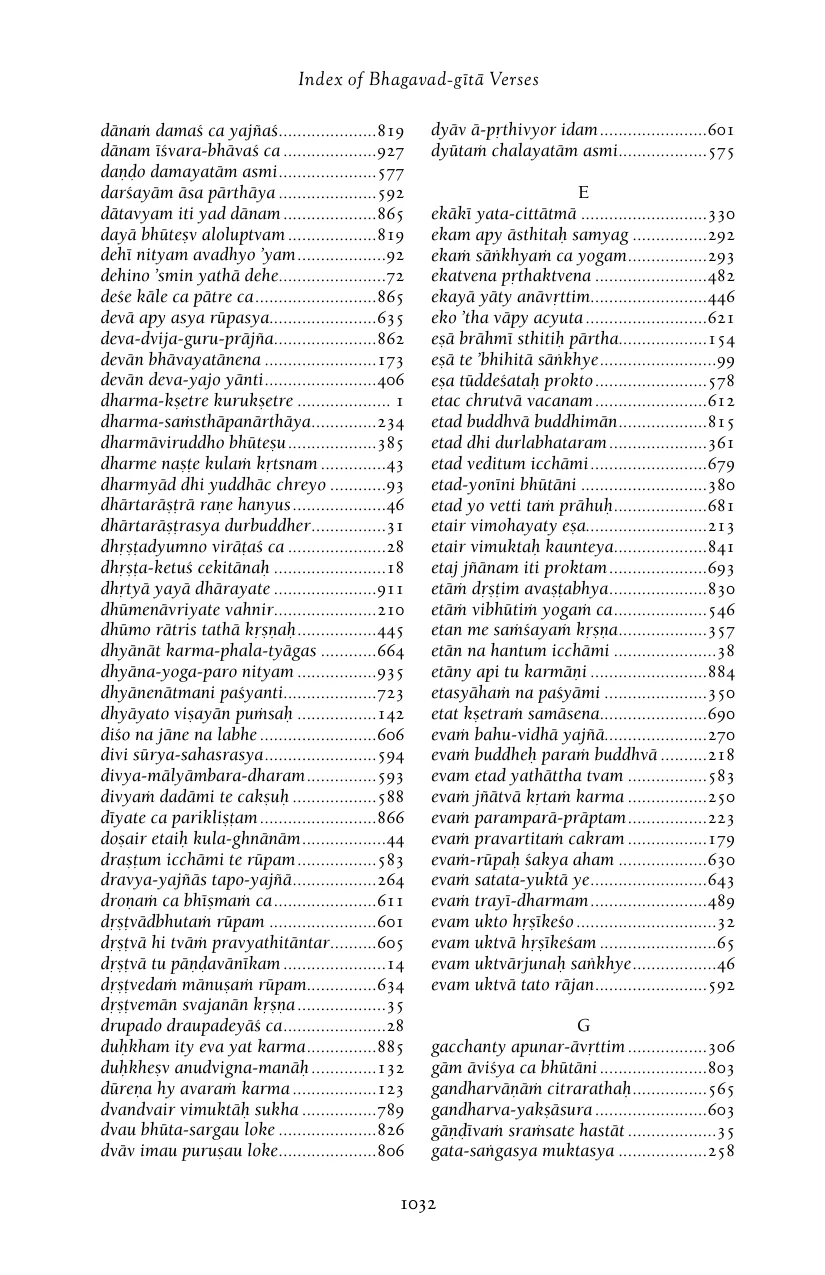 Index of Bhagavad-gītā Verses
dānaṁ damaś ca yajñaś.....................819
dānam īśvara-bhāvaś ca ....................927
daṇḍo damayatām asmi.....................577
darśayām āsa pārthāya .....................592
dātavyam iti yad dānam ....................865
dayā bhūteṣv aloluptvam ...................819
dehī nityam avadhyo ’yam...................92
dehino ’smin yathā dehe.......................72
deśe kāle ca pātre ca..........................865
devā apy asya rūpasya.......................635
deva-dvija-guru-prājña......................862
devān bhāvayatānena ........................173
devān deva-yajo yānti........................406
dharma-kṣetre kurukṣetre .................... 1
dharma-saṁsthāpanārthāya..............234
dharmāviruddho bhūteṣu...................385
dharme naṣṭe kulaṁ kṛtsnam ..............43
dharmyād dhi yuddhāc chreyo ............93
dhārtarāṣṭrā raṇe hanyus....................46
dhārtarāṣṭrasya durbuddher................31
dhṛṣṭadyumno virāṭaś ca .....................28
dhṛṣṭa-ketuś cekitānaḥ ........................18
dhṛtyā yayā dhārayate ......................911
dhūmenāvriyate vahnir......................210
dhūmo rātris tathā kṛṣṇaḥ.................445
dhyānāt karma-phala-tyāgas ............664
dhyāna-yoga-paro nityam .................935
dhyānenātmani paśyanti....................723
dhyāyato viṣayān puṁsaḥ .................142
diśo na jāne na labhe .........................606
divi sūrya-sahasrasya........................594
divya-mālyāmbara-dharam...............593
divyaṁ dadāmi te cakṣuḥ ..................588
dīyate ca parikliṣṭam .........................866
doṣair etaiḥ kula-ghnānām..................44
draṣṭum icchāmi te rūpam.................583
dravya-yajñās tapo-yajñā..................264
droṇaṁ ca bhīṣmaṁ ca......................611
dṛṣṭvādbhutaṁ rūpam .......................601
dṛṣṭvā hi tvāṁ pravyathitāntar..........605
dṛṣṭvā tu pāṇḍavānīkam ......................14
dṛṣṭvedaṁ mānuṣaṁ rūpam...............634
dṛṣṭvemān svajanān kṛṣṇa...................35
drupado draupadeyāś ca......................28
duḥkham ity eva yat karma...............885
duḥkheṣv anudvigna-manāḥ ..............132
dūreṇa hy avaraṁ karma ..................123
dvandvair vimuktāḥ sukha ................789
dvau bhūta-sargau loke .....................826
dvāv imau puruṣau loke.....................806
dyāv ā-pṛthivyor idam.......................601
dyūtaṁ chalayatām asmi...................575
E
ekākī yata-cittātmā ...........................330
ekam apy āsthitaḥ samyag ................292
ekaṁ sāṅkhyaṁ ca yogam.................293
ekatvena pṛthaktvena ........................482
ekayā yāty anāvṛttim........................446
eko ’tha vāpy acyuta ..........................621
eṣā brāhmī sthitiḥ pārtha...................154
eṣā te ’bhihitā sāṅkhye.........................99
eṣa tūddeśataḥ prokto ........................578
etac chrutvā vacanam ........................612
etad buddhvā buddhimān...................815
etad dhi durlabhataram .....................361
etad veditum icchāmi .........................679
etad-yonīni bhūtāni ...........................380
etad yo vetti taṁ prāhuḥ....................681
etair vimohayaty eṣa..........................213
etair vimuktaḥ kaunteya....................841
etaj jñānam iti proktam .....................693
etāṁ dṛṣṭim avaṣṭabhya.....................830
etāṁ vibhūtiṁ yogaṁ ca....................546
etan me saṁśayaṁ kṛṣṇa...................357
etān na hantum icchāmi ......................38
etāny api tu karmāṇi .........................884
etasyāhaṁ na paśyāmi ......................350
etat kṣetraṁ samāsena.......................690
evaṁ bahu-vidhā yajñā......................270
evaṁ buddheḥ paraṁ buddhvā ..........218
evam etad yathāttha tvam .................583
evaṁ jñātvā kṛtaṁ karma .................250
evaṁ paramparā-prāptam.................223
evaṁ pravartitaṁ cakram .................179
evaṁ-rūpaḥ śakya aham ...................630
evaṁ satata-yuktā ye.........................643
evaṁ trayī-dharmam .........................489
evam ukto hṛṣīkeśo ..............................32
evam uktvā hṛṣīkeśam .........................65
evam uktvārjunaḥ saṅkhye..................46
evam uktvā tato rājan........................592
G
gacchanty apunar-āvṛttim .................306
gām āviśya ca bhūtāni .......................803
gandharvāṇāṁ citrarathaḥ................565
gandharva-yakṣāsura ........................603
gāṇḍīvaṁ sraṁsate hastāt ...................35
gata-saṅgasya muktasya ...................258
1032